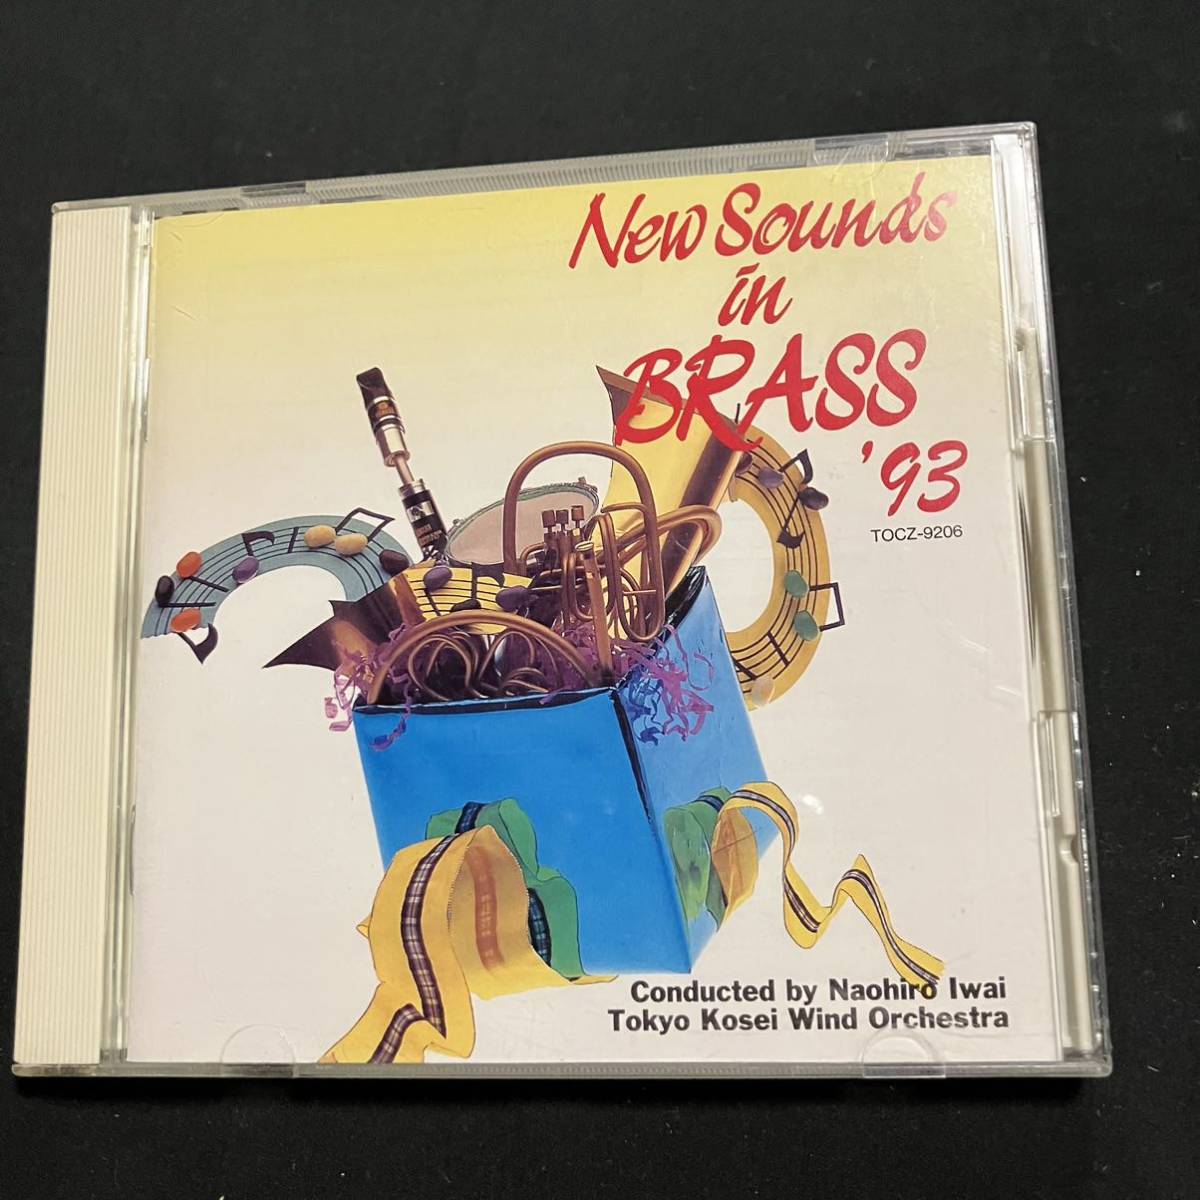 New Sounds
in
BRASS
'93
TOCZ-9206
Conducted by Naohiro Iwai
Tokyo Kosei Wind Orchestra